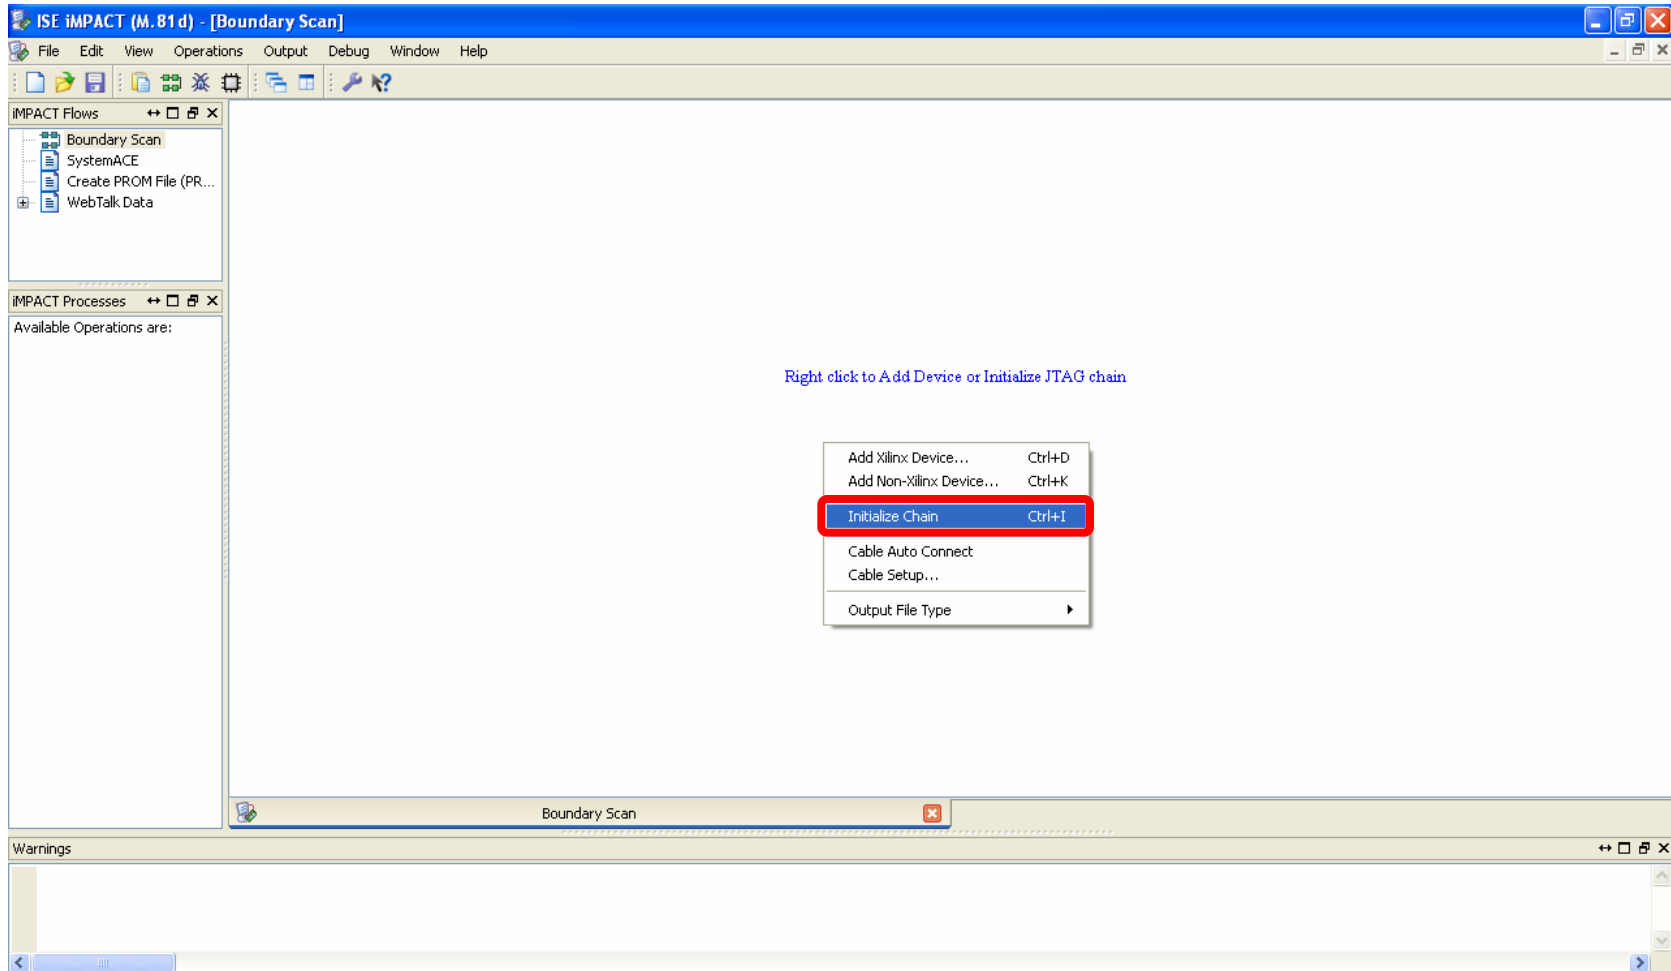 ISE iMPACT (M.81d) - [Boundary Scan]
File Edit View Operations Output Debug Window Help
iMPACT Flows
Boundary Scan
SystemACE
Create PROM File (PR...
WebTalk Data
iMPACT Processes
Available Operations are:
Right click to Add Device or Initialize JTAG chain
Add Xilinx Device... Ctrl+D
Add Non-Xilinx Device... Ctrl+K
Initialize Chain Ctrl+I
Cable Auto Connect
Cable Setup...
Output File Type
Boundary Scan
Warnings